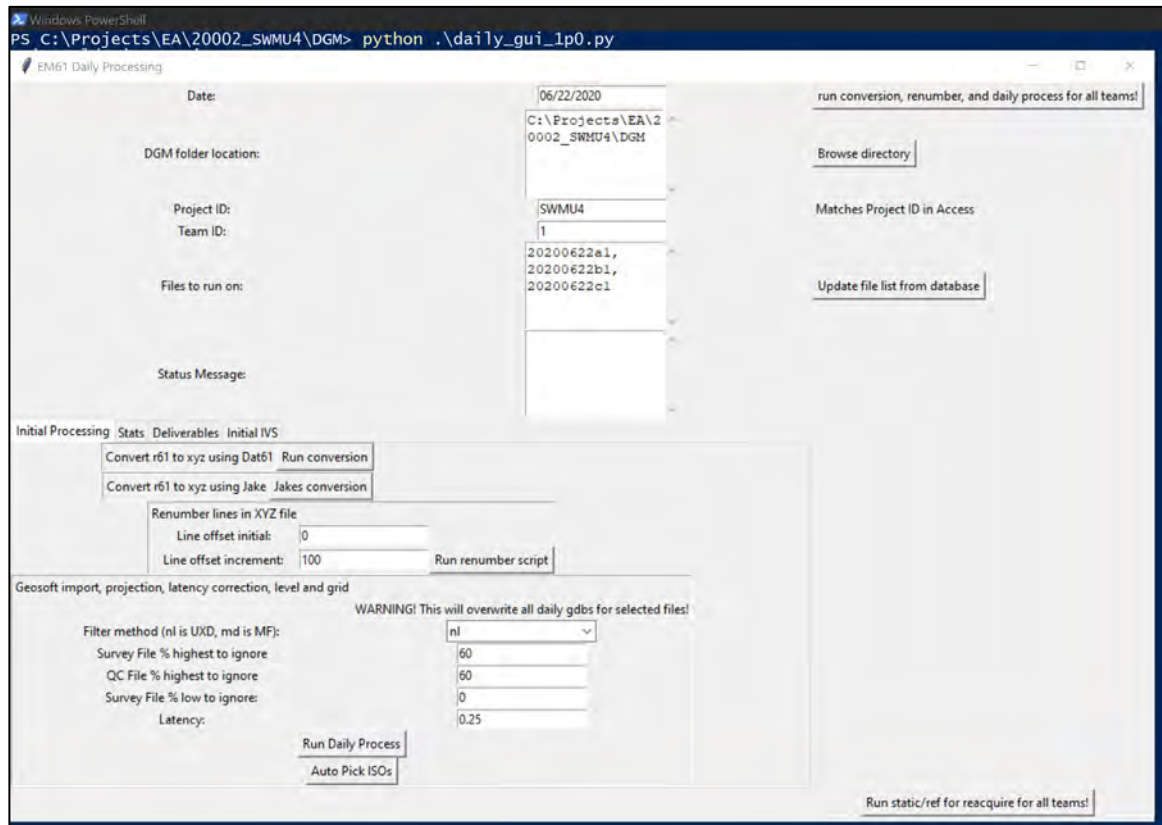 Windows PowerShell
PS C:\Projects\EA\20002_SWMU4\DGM> python .\daily_gui_1p0.py
EM61 Daily Processing
Date: 06/22/2020 run conversion, renumber, and daily process for all teams!
DGM folder location: C:\Projects\EA\2
0002_SWMU4\DGM
Browse directory
Project ID: SWMU4 Matches Project ID in Access
Team ID: 1
Files to run on: 20200622a1,
20200622b1,
20200622c1
Update file list from database
Status Message:
Initial Processing Stats Deliverables Initial IVS
Convert r61 to xyz using Dat61 Run conversion
Convert r61 to xyz using Jake Jakes conversion
Renumber lines in XYZ file
Line offset initial: 0
Line offset increment: 100 Run renumber script
Geosoft import, projection, latency correction, level and grid
WARNING! This will overwrite all daily gdbs for selected files!
Filter method (nl is UXD, md is MF): nl
Survey File % highest to ignore 60
QC File % highest to ignore 60
Survey File % low to ignore: 0
Latency: 0.25
Run Daily Process
Auto Pick ISOs
Run static/ref for reacquire for all teams!